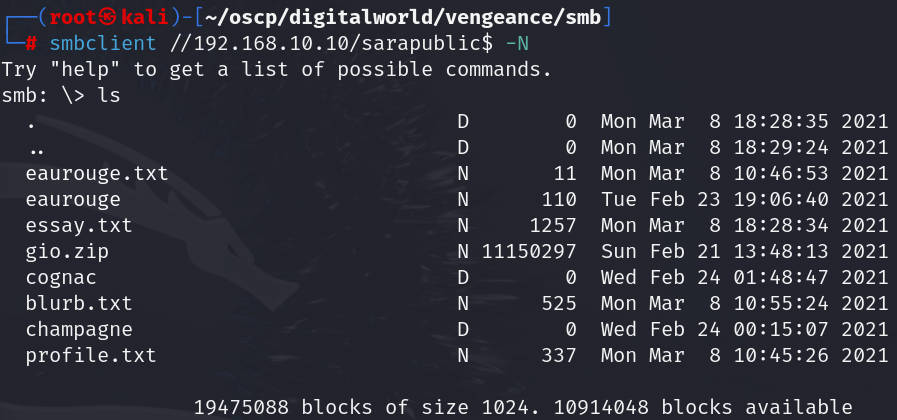 ┌──(root㉿kali)-[~/oscp/digitalworld/vengeance/smb]
└─# smbclient //192.168.10.10/sarapublic$ -N
Try "help" to get a list of possible commands.
smb: \> ls
  .                                   D        0  Mon Mar  8 18:28:35 2021
  ..                                  D        0  Mon Mar  8 18:29:24 2021
  eaurouge.txt                        N       11  Mon Mar  8 10:46:53 2021
  eaurouge                            N      110  Tue Feb 23 19:06:40 2021
  essay.txt                           N     1257  Mon Mar  8 18:28:34 2021
  gio.zip                             N 11150297  Sun Feb 21 13:48:13 2021
  cognac                              D        0  Wed Feb 24 01:48:47 2021
  blurb.txt                           N      525  Mon Mar  8 10:55:24 2021
  champagne                           D        0  Wed Feb 24 00:15:07 2021
  profile.txt                         N      337  Mon Mar  8 10:45:26 2021
                19475088 blocks of size 1024. 10914048 blocks available